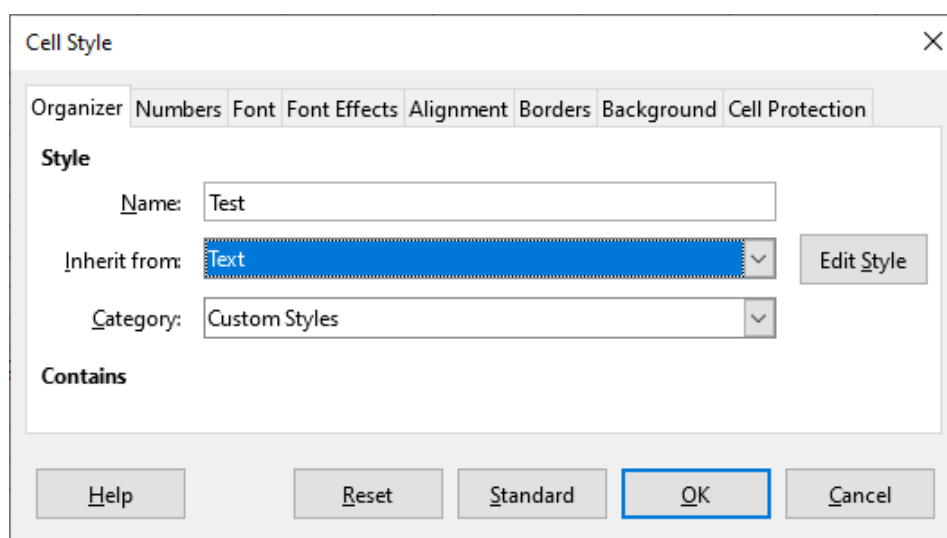 Cell Style
Organizer Numbers Font Font Effects Alignment Borders Background Cell Protection
Style
Name: Test
Inherit from: Text Edit Style
Category: Custom Styles
Contains
Help Reset Standard OK Cancel